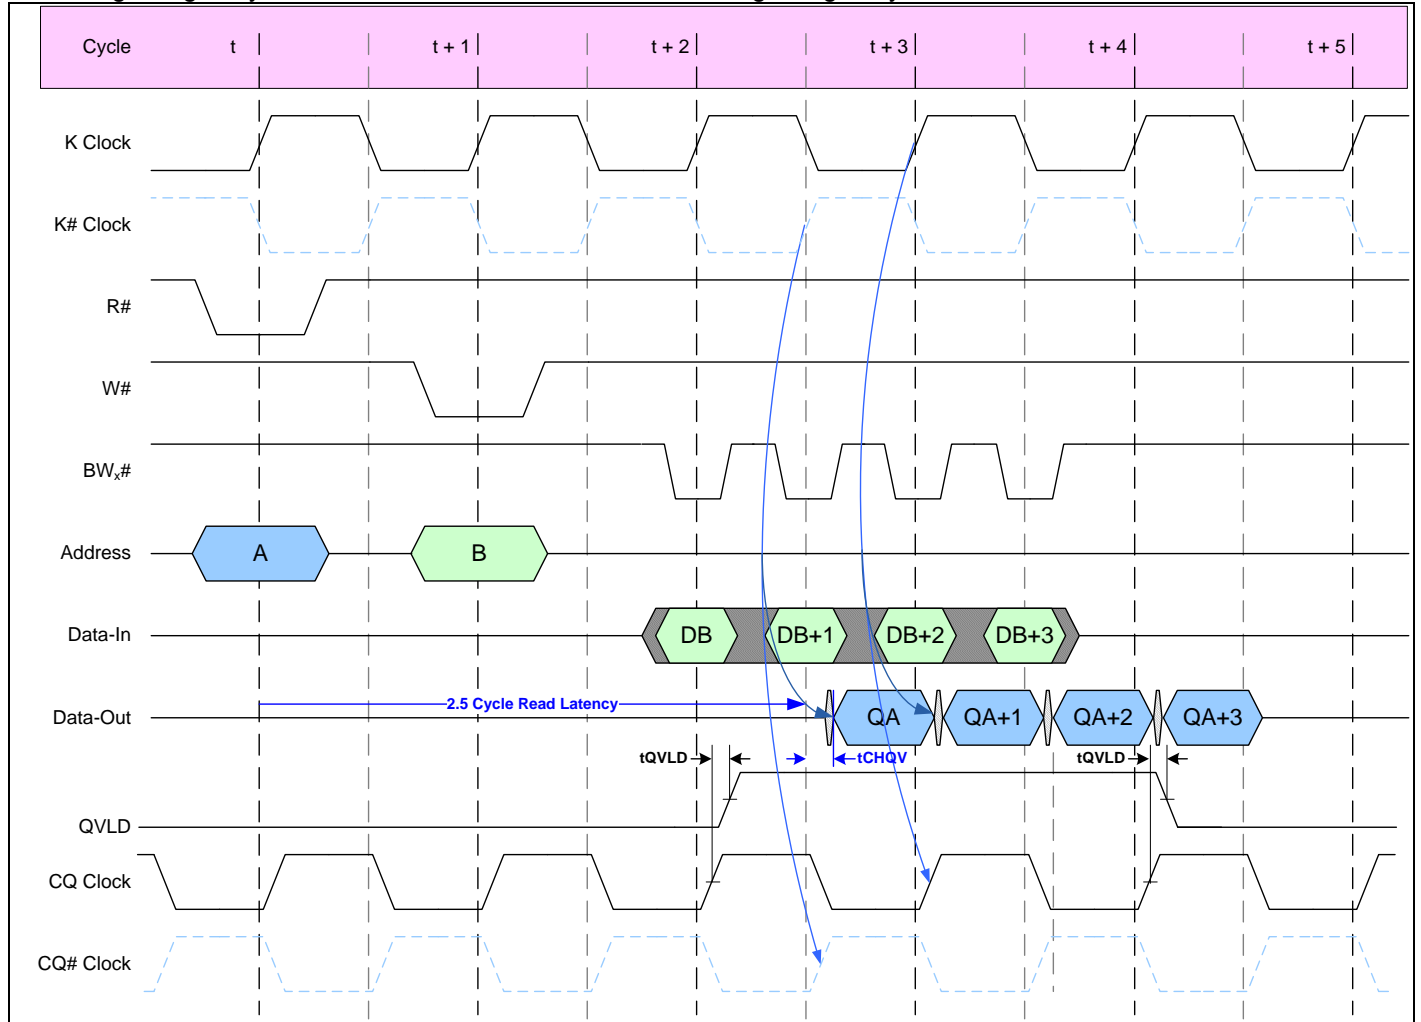 Cycle t t + 1 t + 2 t + 3 t + 4 t + 5
K Clock
K# Clock
R#
W#
BWx#
Address A B
Data-In DB DB+1 DB+2 DB+3
2.5 Cycle Read Latency
Data-Out QA QA+1 QA+2 QA+3
tQVLD tCHQV tQVLD
QVLD
CQ Clock
CQ# Clock